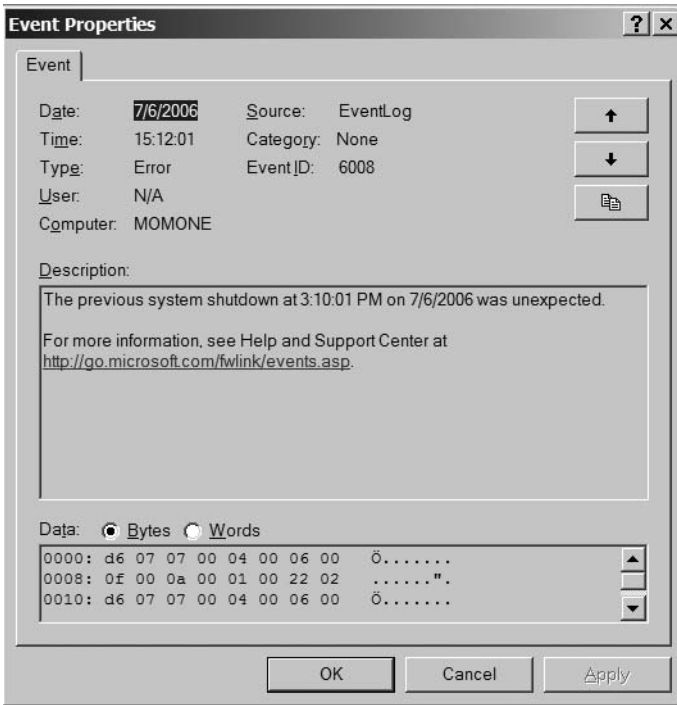 Event Properties
Event
Date: 7/6/2006 Source: EventLog
Time: 15:12:01 Category: None
Type: Error Event ID: 6008
User: N/A
Computer: MOMONE
Description:
The previous system shutdown at 3:10:01 PM on 7/6/2006 was unexpected.
For more information, see Help and Support Center at
http://go.microsoft.com/fwlink/events.asp.
Data: Bytes Words
0000: d6 07 07 00 04 00 06 00 Ö.......
0008: 0f 00 0a 00 01 00 22 02 ......".
0010: d6 07 07 00 04 00 06 00 Ö.......
OK Cancel Apply